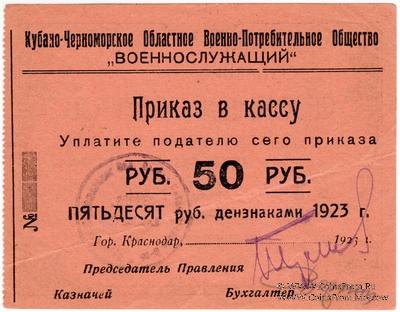 Кубано-Черноморское Областное Военно-Потребительное Общество
„ВОЕННОСЛУЖАЩИЙ“
Приказ в кассу
Уплатите подателю сего приказа
РУБ. 50 РУБ.
ПЯТЬДЕСЯТ руб. дензнаками 1923 г.
№
Гор. Краснодар, 1923 г.
Председатель Правления
Казначей Бухгалтер